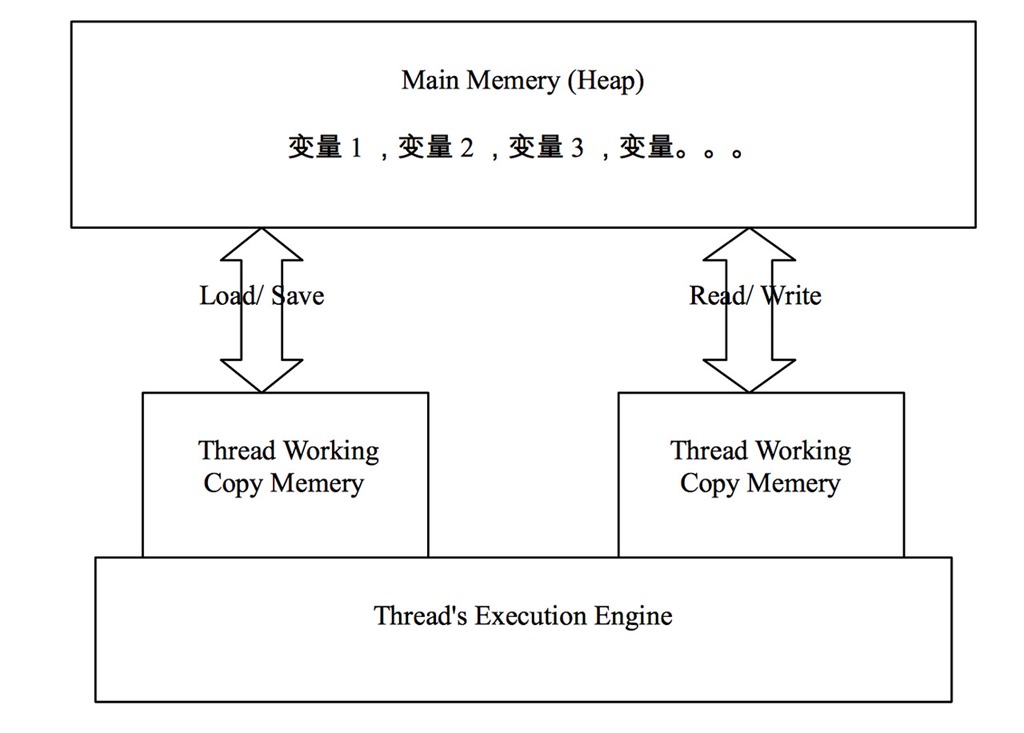 Main Memery (Heap)
变量 1 ，变量 2 ，变量 3 ，变量。。。
Load/ Save
Read/ Write
Thread Working
Copy Memery
Thread Working
Copy Memery
Thread's Execution Engine